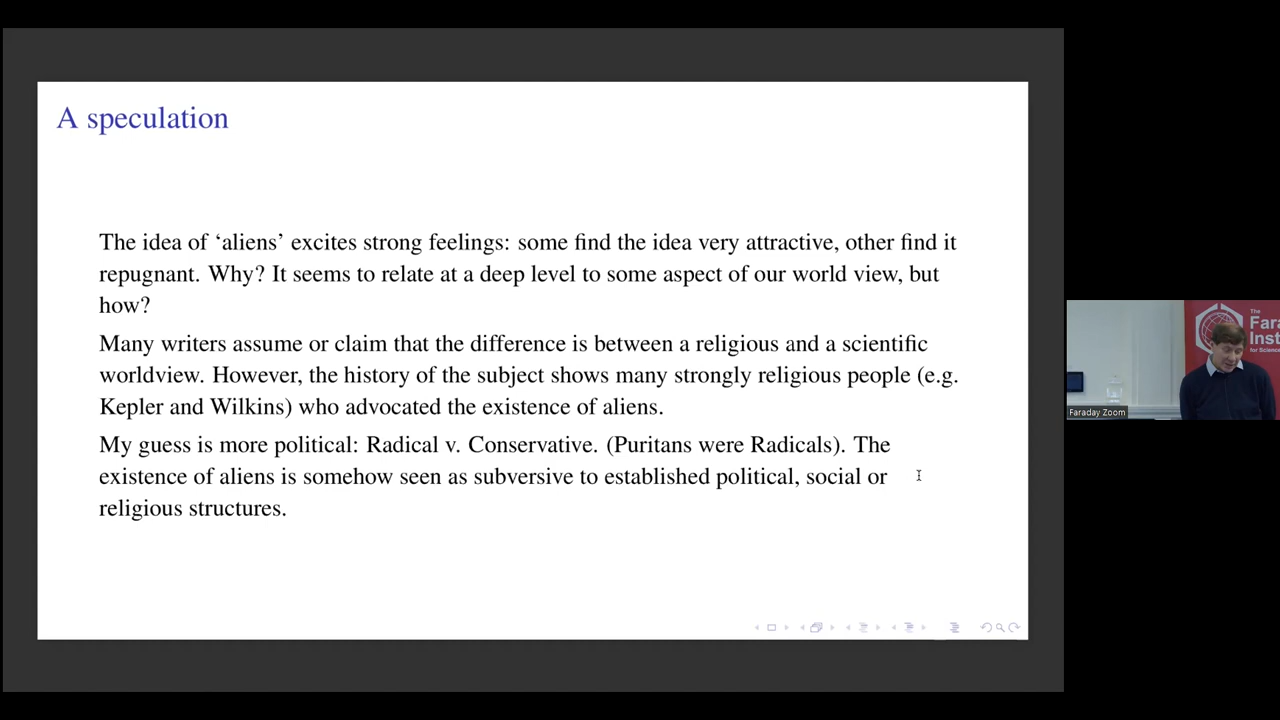 A speculation
The idea of ‘aliens’ excites strong feelings: some find the idea very attractive, other find it
repugnant. Why? It seems to relate at a deep level to some aspect of our world view, but
how?
Many writers assume or claim that the difference is between a religious and a scientific
worldview. However, the history of the subject shows many strongly religious people (e.g.
Kepler and Wilkins) who advocated the existence of aliens.
My guess is more political: Radical v. Conservative. (Puritans were Radicals). The
existence of aliens is somehow seen as subversive to established political, social or
religious structures.
The
Fara
Inst
for Science
Faraday Zoom